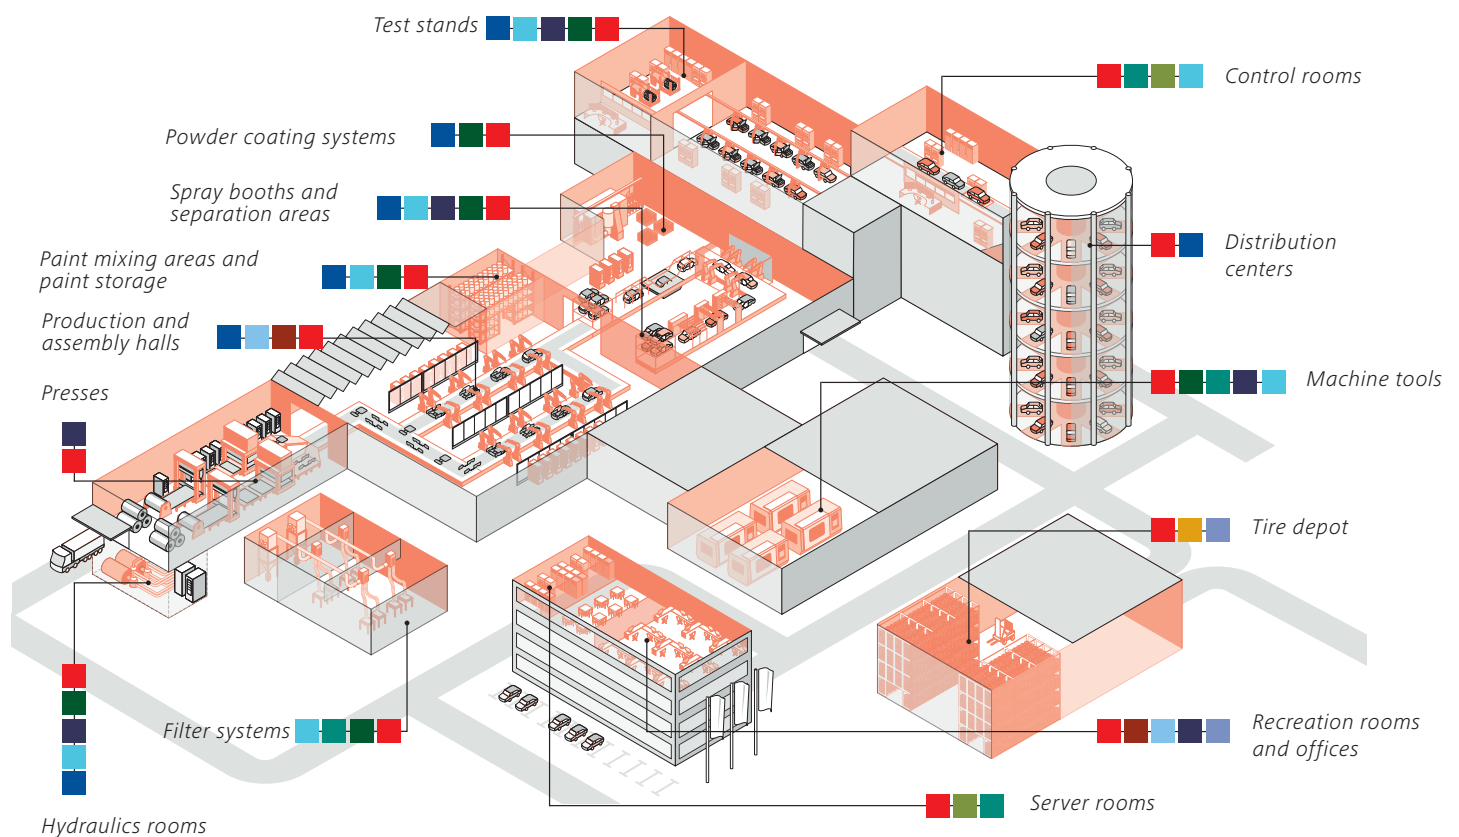 Test stands
Control rooms
Powder coating systems
Spray booths and
separation areas
Distribution
centers
Paint mixing areas and
paint storage
Production and
assembly halls
Presses
Machine tools
Tire depot
Filter systems
Recreation rooms
and offices
Server rooms
Hydraulics rooms